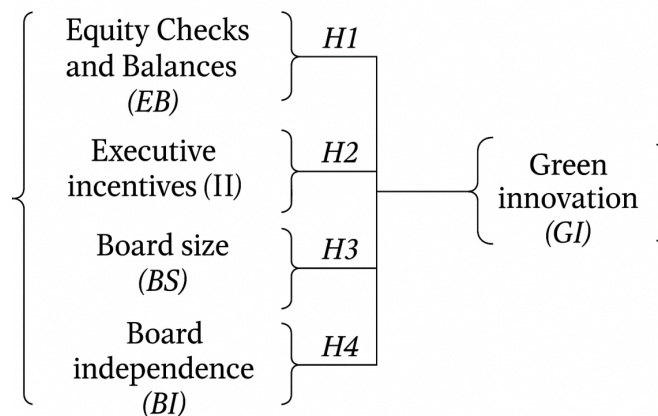 Equity Checks
and Balances
(EB)
H1
Executive
incentives (II)
H2
Board size
(BS)
H3
Board
independence
(BI)
H4
Green
innovation
(GI)